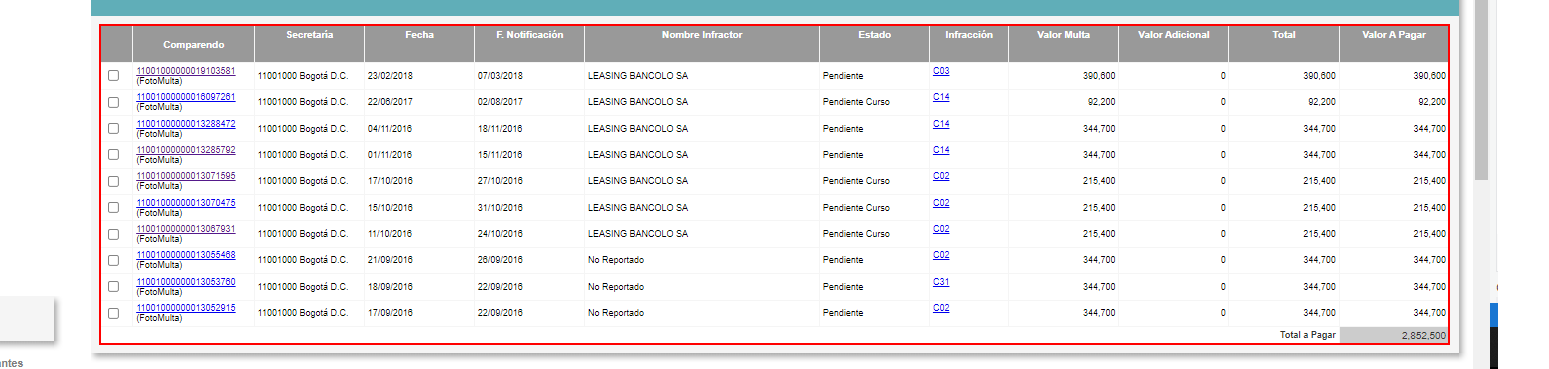 Comparendo Secretaria Fecha F. Notificación Nombre Infractor Estado Infracción Valor Multa Valor Adicional Total Valor A Pagar
11001000000019103581 (FotoMulta) 11001000 Bogotá D.C. 23/02/2018 07/03/2018 LEASING BANCOLO SA Pendiente C03 390,600 0 390,600 390,600
11001000000016097261 (FotoMulta) 11001000 Bogotá D.C. 22/06/2017 02/08/2017 LEASING BANCOLO SA Pendiente Curso C14 92,200 0 92,200 92,200
11001000000013288472 (FotoMulta) 11001000 Bogotá D.C. 04/11/2016 18/11/2016 LEASING BANCOLO SA Pendiente C14 344,700 0 344,700 344,700
11001000000013285792 (FotoMulta) 11001000 Bogotá D.C. 01/11/2016 15/11/2016 LEASING BANCOLO SA Pendiente C14 344,700 0 344,700 344,700
11001000000013071595 (FotoMulta) 11001000 Bogotá D.C. 17/10/2016 27/10/2016 LEASING BANCOLO SA Pendiente Curso C02 215,400 0 215,400 215,400
11001000000013070475 (FotoMulta) 11001000 Bogotá D.C. 15/10/2016 31/10/2016 LEASING BANCOLO SA Pendiente Curso C02 215,400 0 215,400 215,400
11001000000013067931 (FotoMulta) 11001000 Bogotá D.C. 11/10/2016 24/10/2016 LEASING BANCOLO SA Pendiente Curso C02 215,400 0 215,400 215,400
11001000000013055468 (FotoMulta) 11001000 Bogotá D.C. 21/09/2016 26/09/2016 No Reportado Pendiente C02 344,700 0 344,700 344,700
11001000000013053760 (FotoMulta) 11001000 Bogotá D.C. 18/09/2016 22/09/2016 No Reportado Pendiente C31 344,700 0 344,700 344,700
11001000000013052915 (FotoMulta) 11001000 Bogotá D.C. 17/09/2016 22/09/2016 No Reportado Pendiente C02 344,700 0 344,700 344,700
Total a Pagar 2,852,500
antes